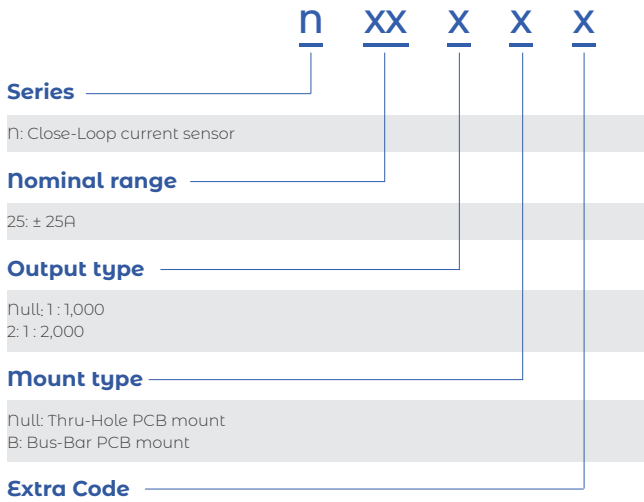 n xx x x x
Series
N: Close-Loop current sensor
Nominal range
25: ± 25A
Output type
Null: 1 : 1,000
2: 1 : 2,000
Mount type
Null: Thru-Hole PCB mount
B: Bus-Bar PCB mount
Extra Code